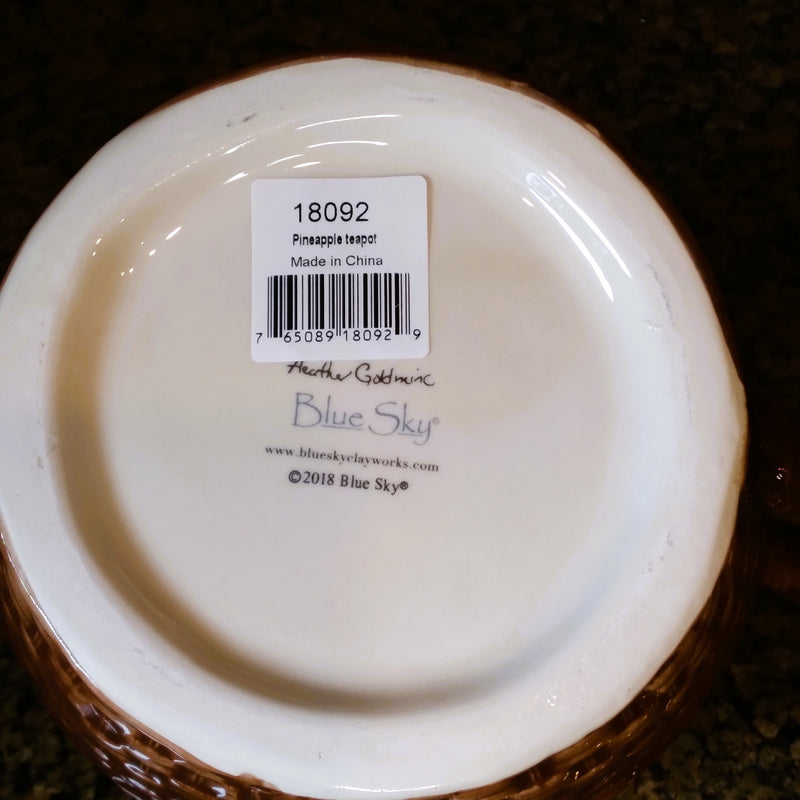 18092
Pineapple teapot
Made in China
7 65089 18092 9
Heather Goldminc
Blue Sky®
www.blueskyclayworks.com
©2018 Blue Sky®